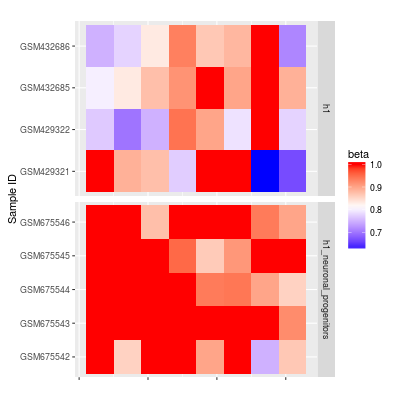 GSM432686
GSM432685
GSM429322
GSM429321
h1
GSM675546
GSM675545
GSM675544
GSM675543
GSM675542
h1_neuronal_progenitors
Sample ID
beta
1.0
0.9
0.8
0.7